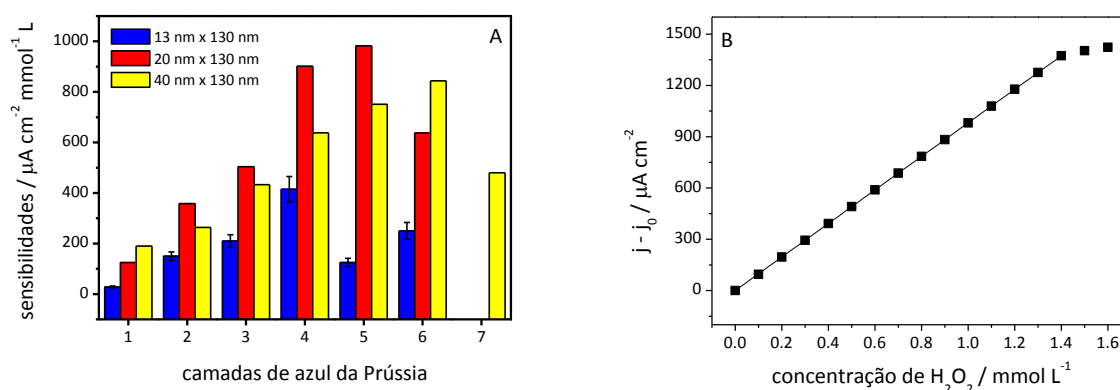 A
13 nm x 130 nm
20 nm x 130 nm
40 nm x 130 nm
sensibilidades / µA cm⁻² mmol⁻¹ L
1000
800
600
400
200
0
1 2 3 4 5 6 7
camadas de azul da Prússia
B
j - j₀ / µA cm⁻²
1500
1200
900
600
300
0
0.0 0.2 0.4 0.6 0.8 1.0 1.2 1.4 1.6
concentração de H₂O₂ / mmol L⁻¹